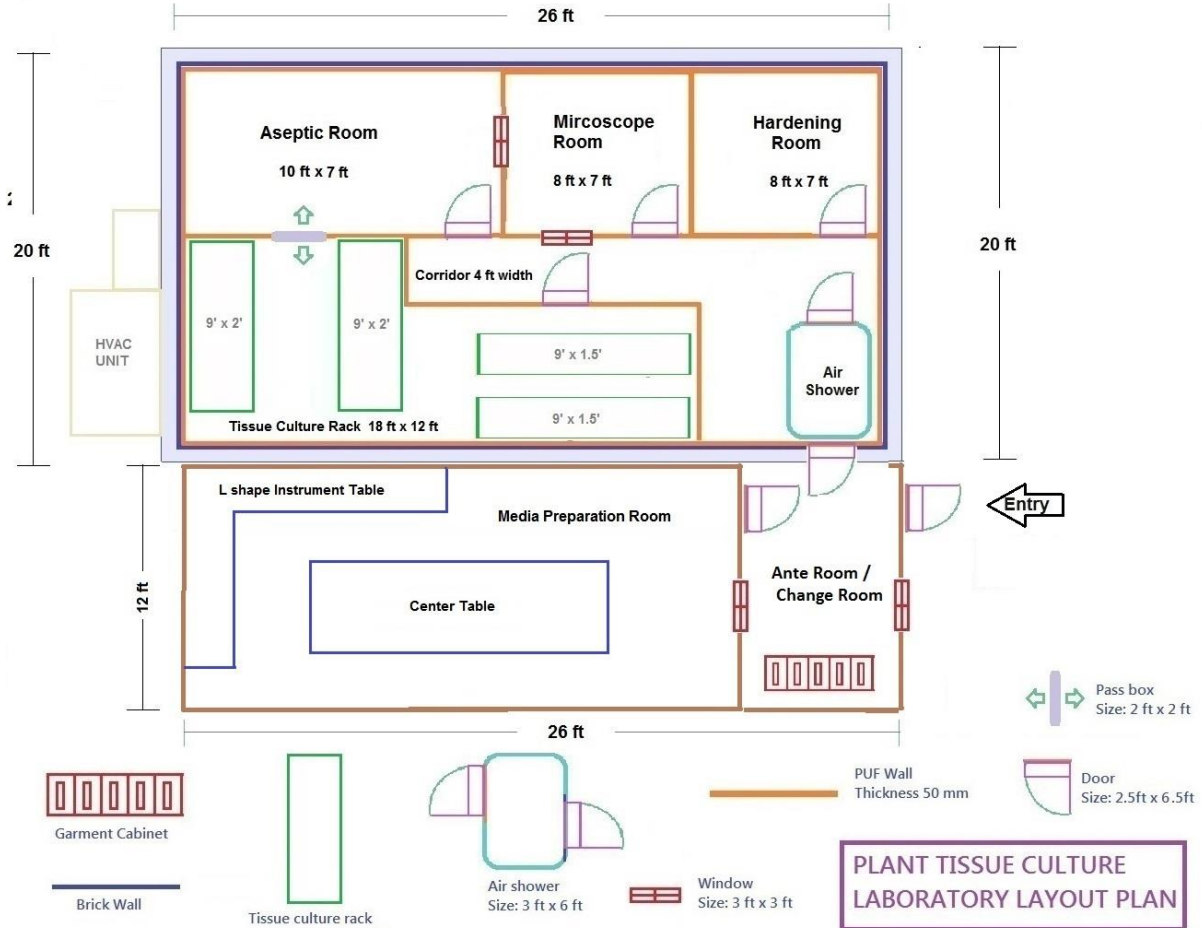 26 ft
20 ft
20 ft
Aseptic Room
10 ft x 7 ft
Mircoscope
Room
8 ft x 7 ft
Hardening
Room
8 ft x 7 ft
Corridor 4 ft width
9' x 2'
9' x 2'
9' x 1.5'
9' x 1.5'
HVAC
UNIT
Air
Shower
Tissue Culture Rack 18 ft x 12 ft
L shape Instrument Table
Media Preparation Room
Entry
12 ft
Center Table
Ante Room /
Change Room
26 ft
Pass box
Size: 2 ft x 2 ft
PUF Wall
Thickness 50 mm
Door
Size: 2.5ft x 6.5ft
Garment Cabinet
Brick Wall
Tissue culture rack
Air shower
Size: 3 ft x 6 ft
Window
Size: 3 ft x 3 ft
PLANT TISSUE CULTURE
LABORATORY LAYOUT PLAN